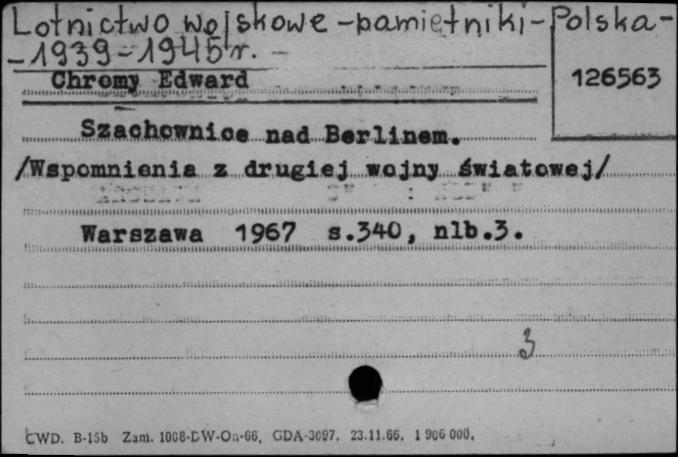 Lotnictwo wojskowe - pamiętniki - Polska -
- 1939 - 1945 r. -
Chromy Edward
126563
Szachownice nad Berlinem.
/Wspomnienia z drugiej wojny światowej/
Warszawa 1967 s.340, nlb.3.
3
CWD. B-15b Zam. 1008-DW-On-66, GDA-3097, 23.11.66, 1 906 000,